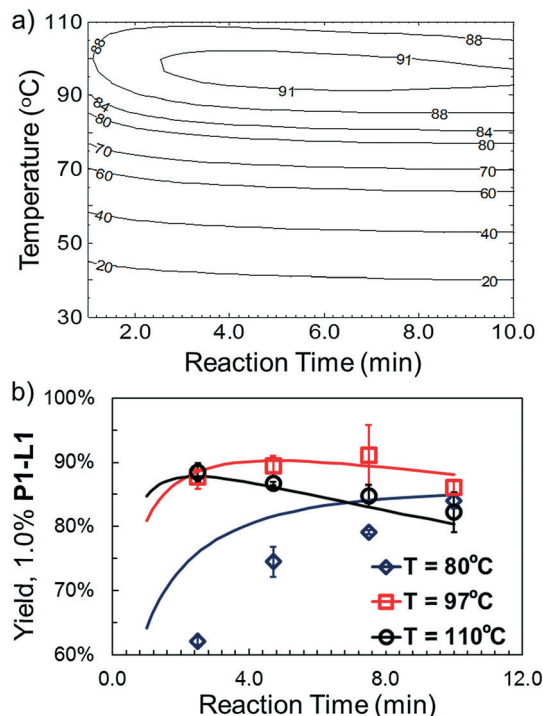 a)
110
90
70
50
30
Temperature (°C)
88
88
91
91
88
84
80
84
80
70
70
60
60
40
40
20
20
2.0 4.0 6.0 8.0 10.0
Reaction Time (min)
b)
100%
90%
80%
70%
60%
Yield, 1.0% P1-L1
T = 80°C
T = 97°C
T = 110°C
0.0 4.0 8.0 12.0
Reaction Time (min)